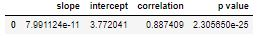 slope intercept correlation p value
0 7.991124e-11 3.772041 0.887409 2.305650e-25